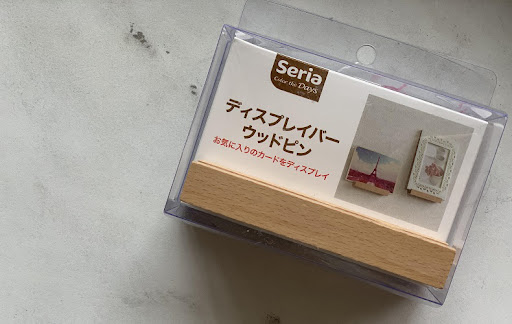 Seria
Color the Days
ディスプレイバー
ウッドピン
お気に入りのカードをディスプレイ